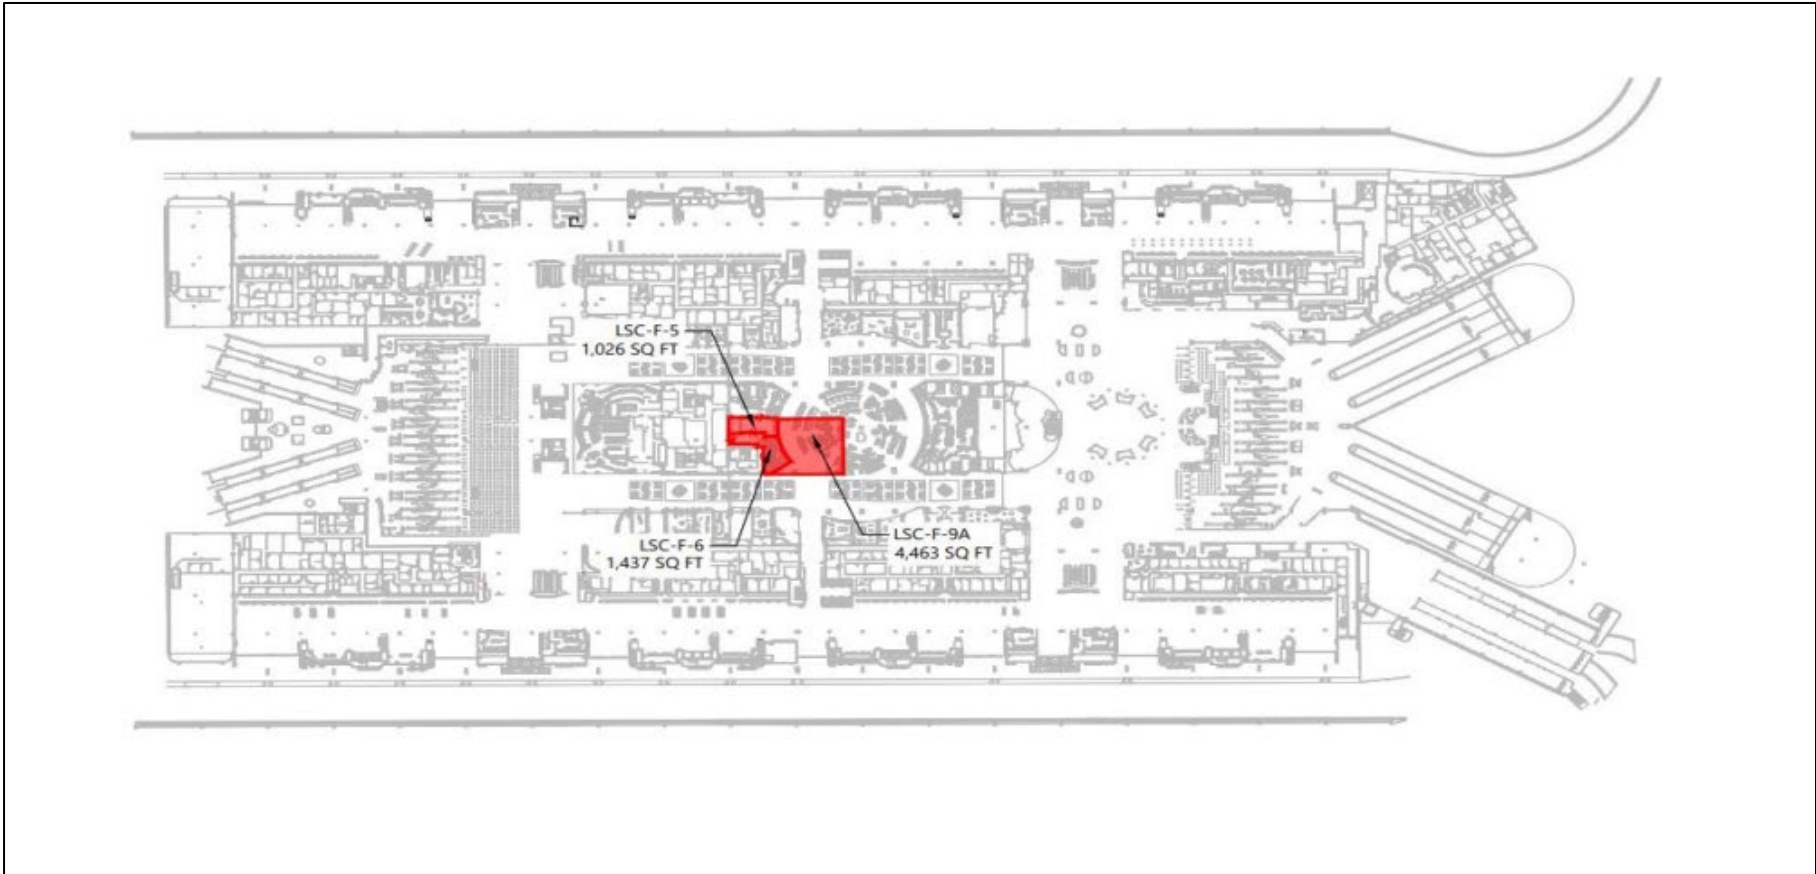 LSC-F-5
1,026 SQ FT
LSC-F-6
1,437 SQ FT
LSC-F-9A
4,463 SQ FT